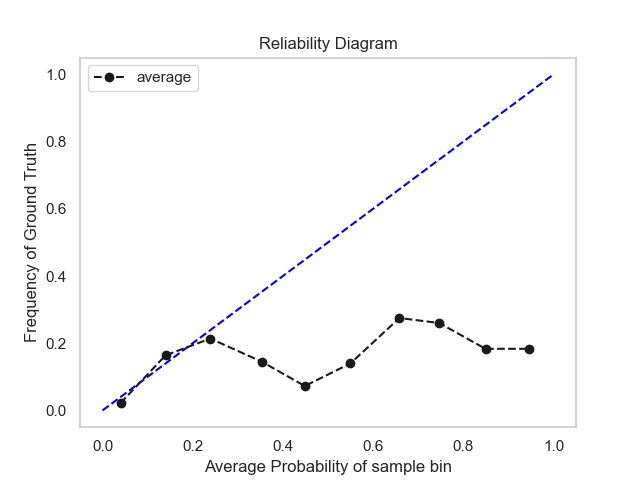 Reliability Diagram
average
1.0
0.8
0.6
0.4
0.2
0.0
Frequency of Ground Truth
0.0 0.2 0.4 0.6 0.8 1.0
Average Probability of sample bin